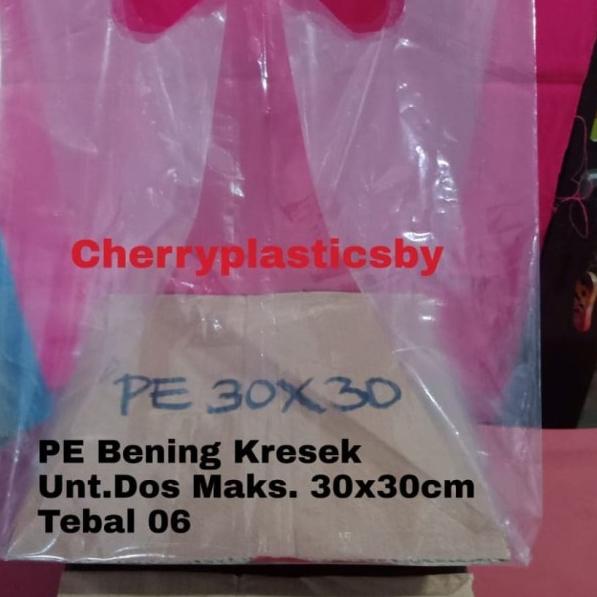 Cherryplasticsby
PE 30X30
PE Bening Kresek
Unt.Dos Maks. 30x30cm
Tebal 06